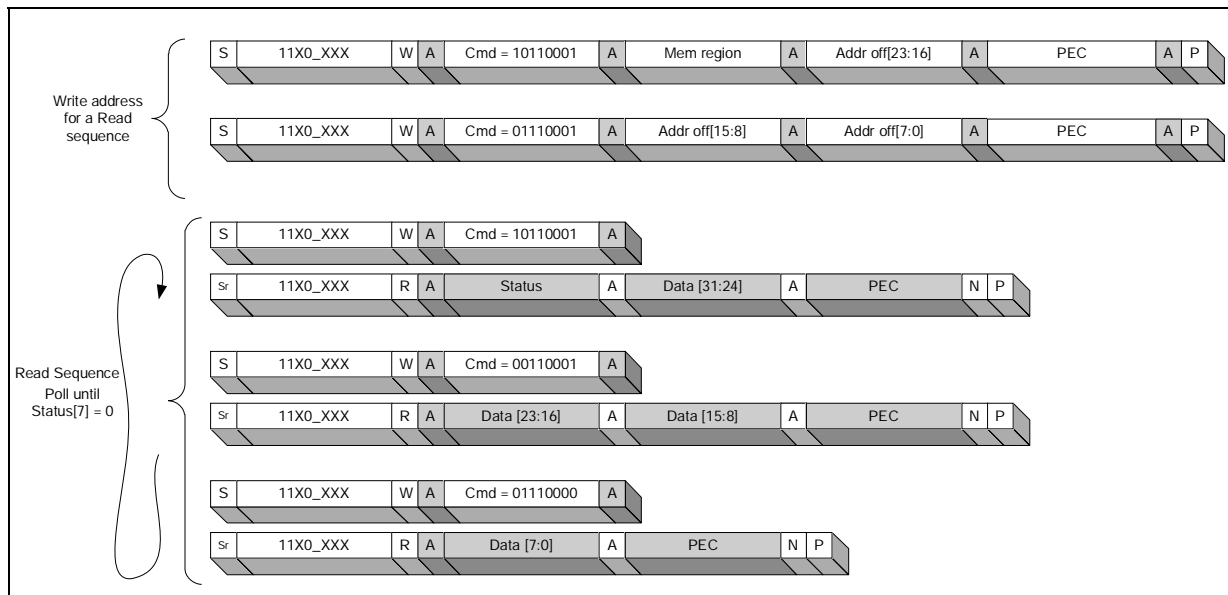 S 11X0_XXX W A Cmd = 10110001 A Mem region A Addr off[23:16] A PEC A P
Write address
for a Read
sequence
S 11X0_XXX W A Cmd = 01110001 A Addr off[15:8] A Addr off[7:0] A PEC A P
S 11X0_XXX W A Cmd = 10110001 A
Sr 11X0_XXX R A Status A Data [31:24] A PEC N P
S 11X0_XXX W A Cmd = 00110001 A
Read Sequence
Poll until
Status[7] = 0
Sr 11X0_XXX R A Data [23:16] A Data [15:8] A PEC N P
S 11X0_XXX W A Cmd = 01110000 A
Sr 11X0_XXX R A Data [7:0] A PEC N P